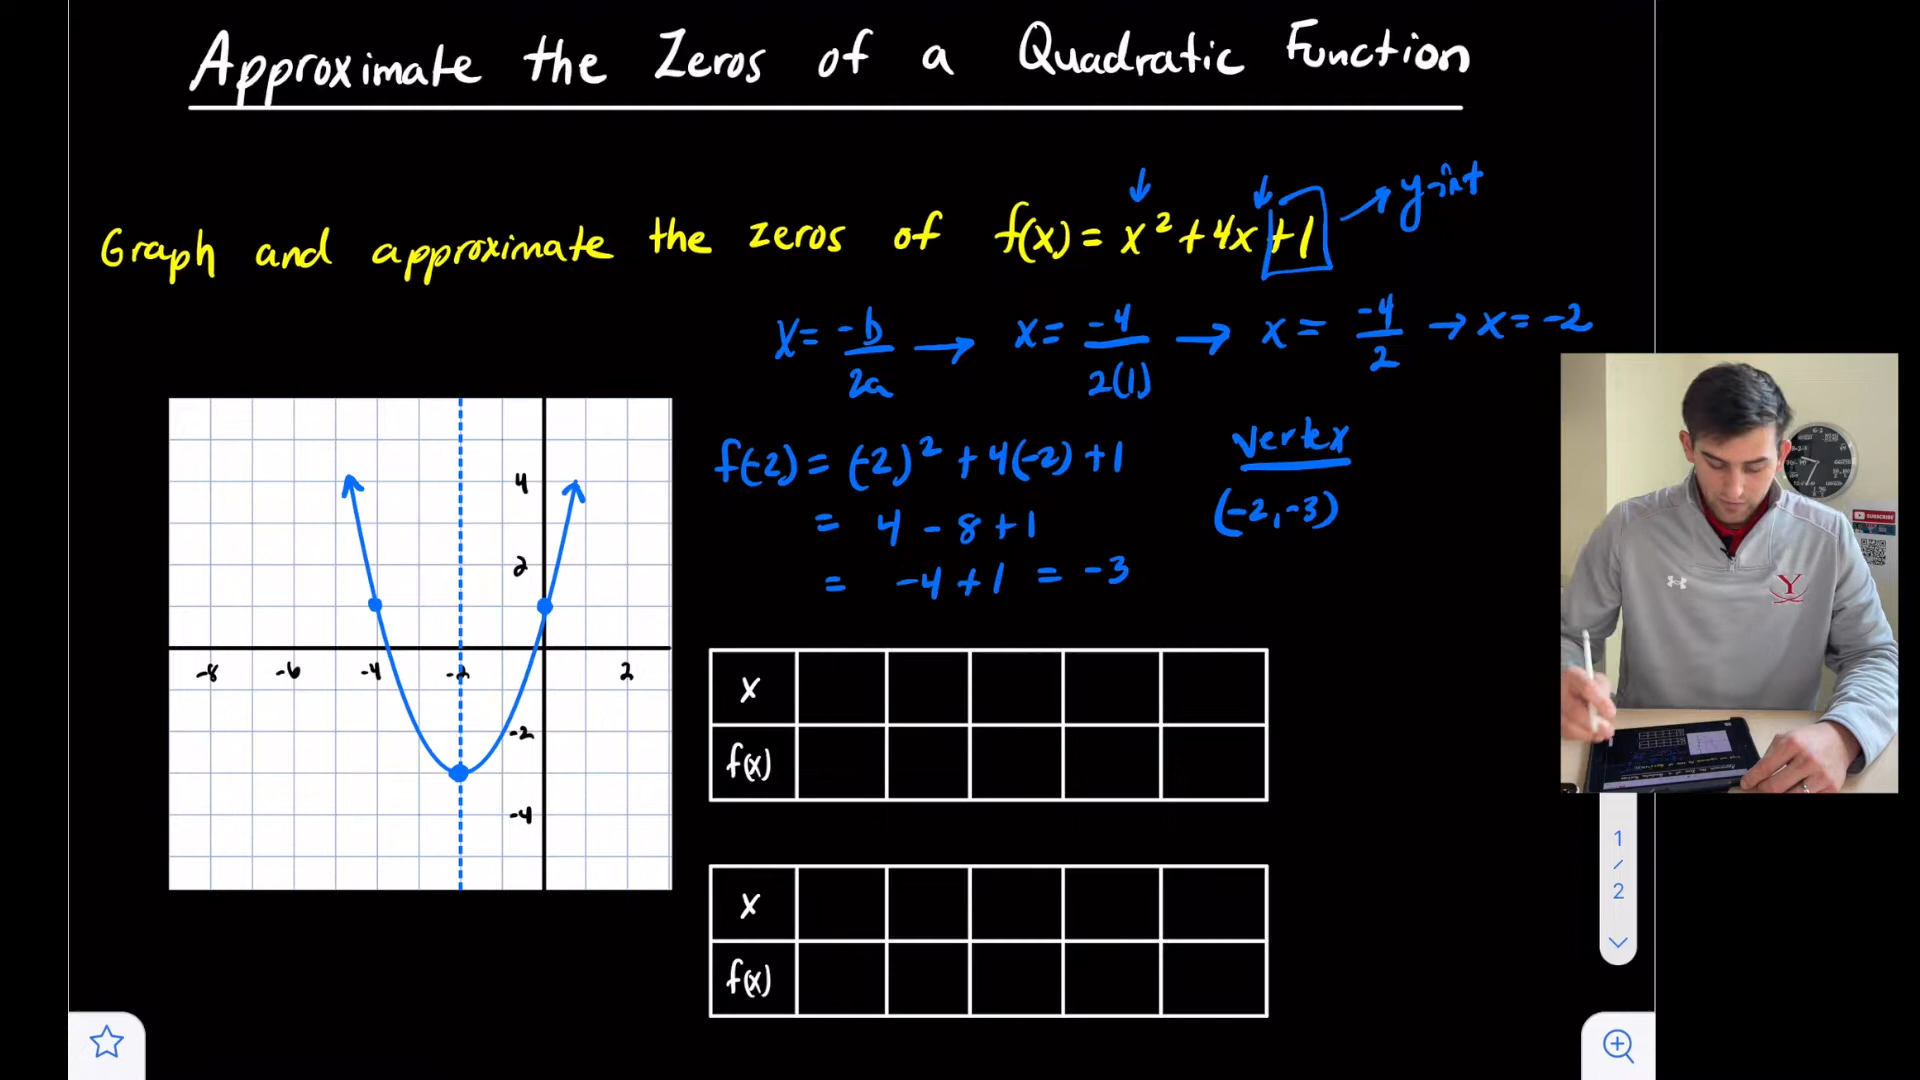 Approximate the Zeros of a Quadratic Function
y-int
Graph and approximate the zeros of f(x) = x² + 4x + 1
x = -b/2a → x = -4/2(1) → x = -4/2 → x = -2
f(-2) = (-2)² + 4(-2) + 1
= 4 - 8 + 1
= -4 + 1 = -3
vertex
(-2,-3)
4
2
-8 -6 -4 -2 2
-2
-4
x
f(x)
x
f(x)
SUBSCRIBE
Y
1
/
2